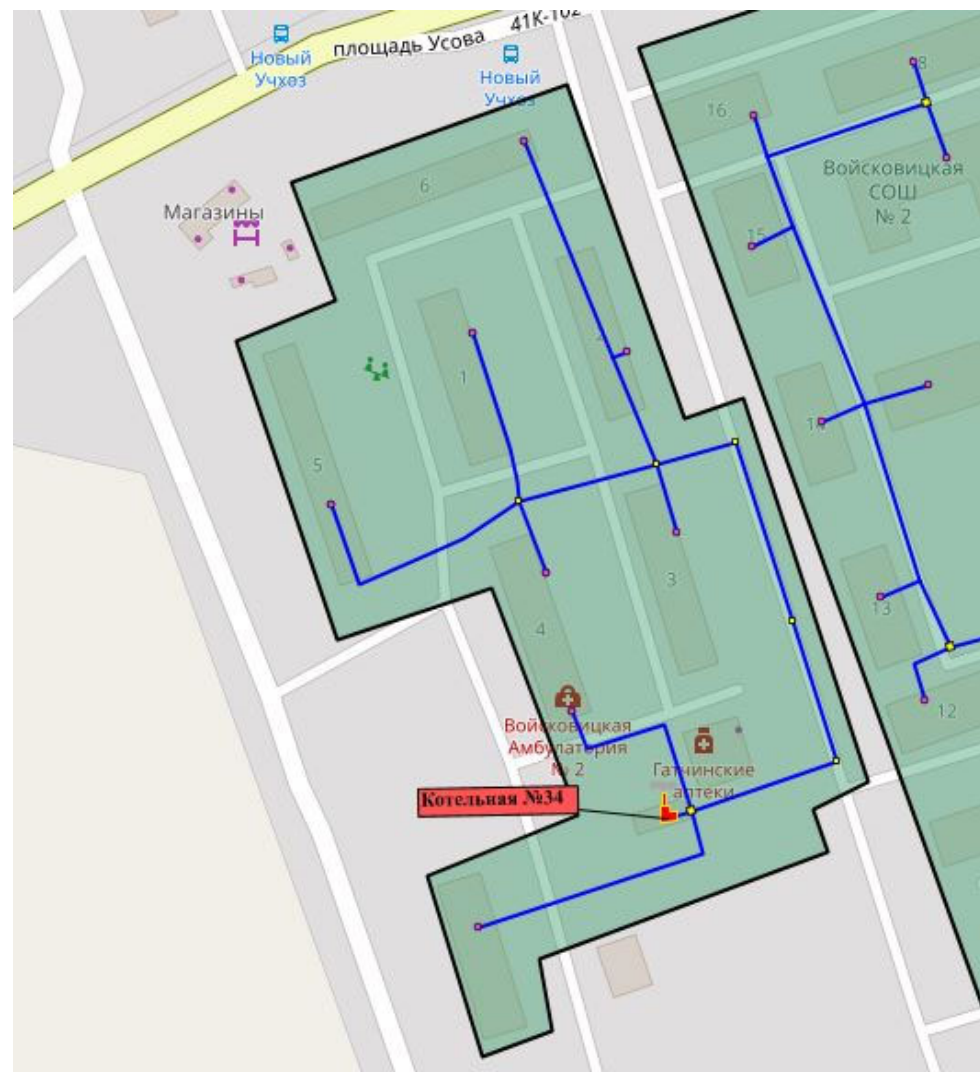 41К-102
площадь Усова
Новый
Учхоз
Новый
Учхоз
8
16
6
Войсковицкая
СОШ
№ 2
Магазины
15
2
1
14
5
3
13
4
12
Войсковицкая
Амбулатория
№ 2
Гатчинские
аптеки
Котельная №34